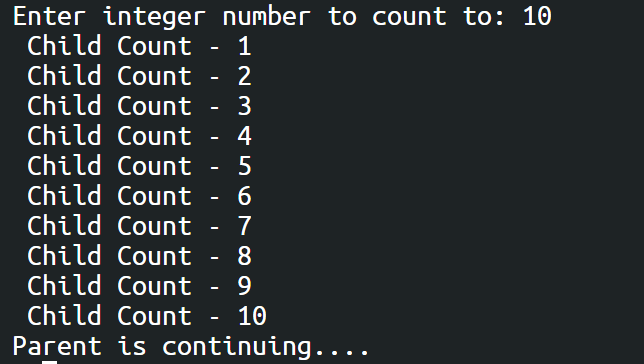 Enter integer number to count to: 10
Child Count - 1
Child Count - 2
Child Count - 3
Child Count - 4
Child Count - 5
Child Count - 6
Child Count - 7
Child Count - 8
Child Count - 9
Child Count - 10
Parent is continuing....